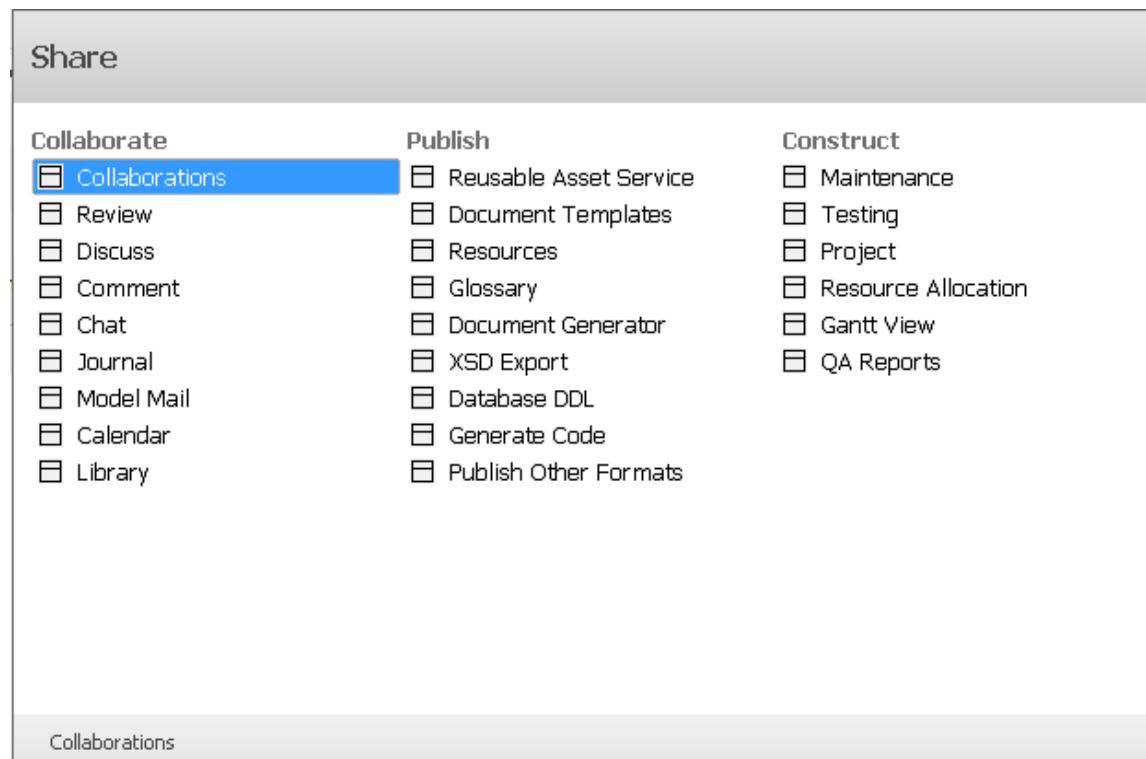 Share
Collaborate
Collaborations
Review
Discuss
Comment
Chat
Journal
Model Mail
Calendar
Library
Publish
Reusable Asset Service
Document Templates
Resources
Glossary
Document Generator
XSD Export
Database DDL
Generate Code
Publish Other Formats
Construct
Maintenance
Testing
Project
Resource Allocation
Gantt View
QA Reports
Collaborations